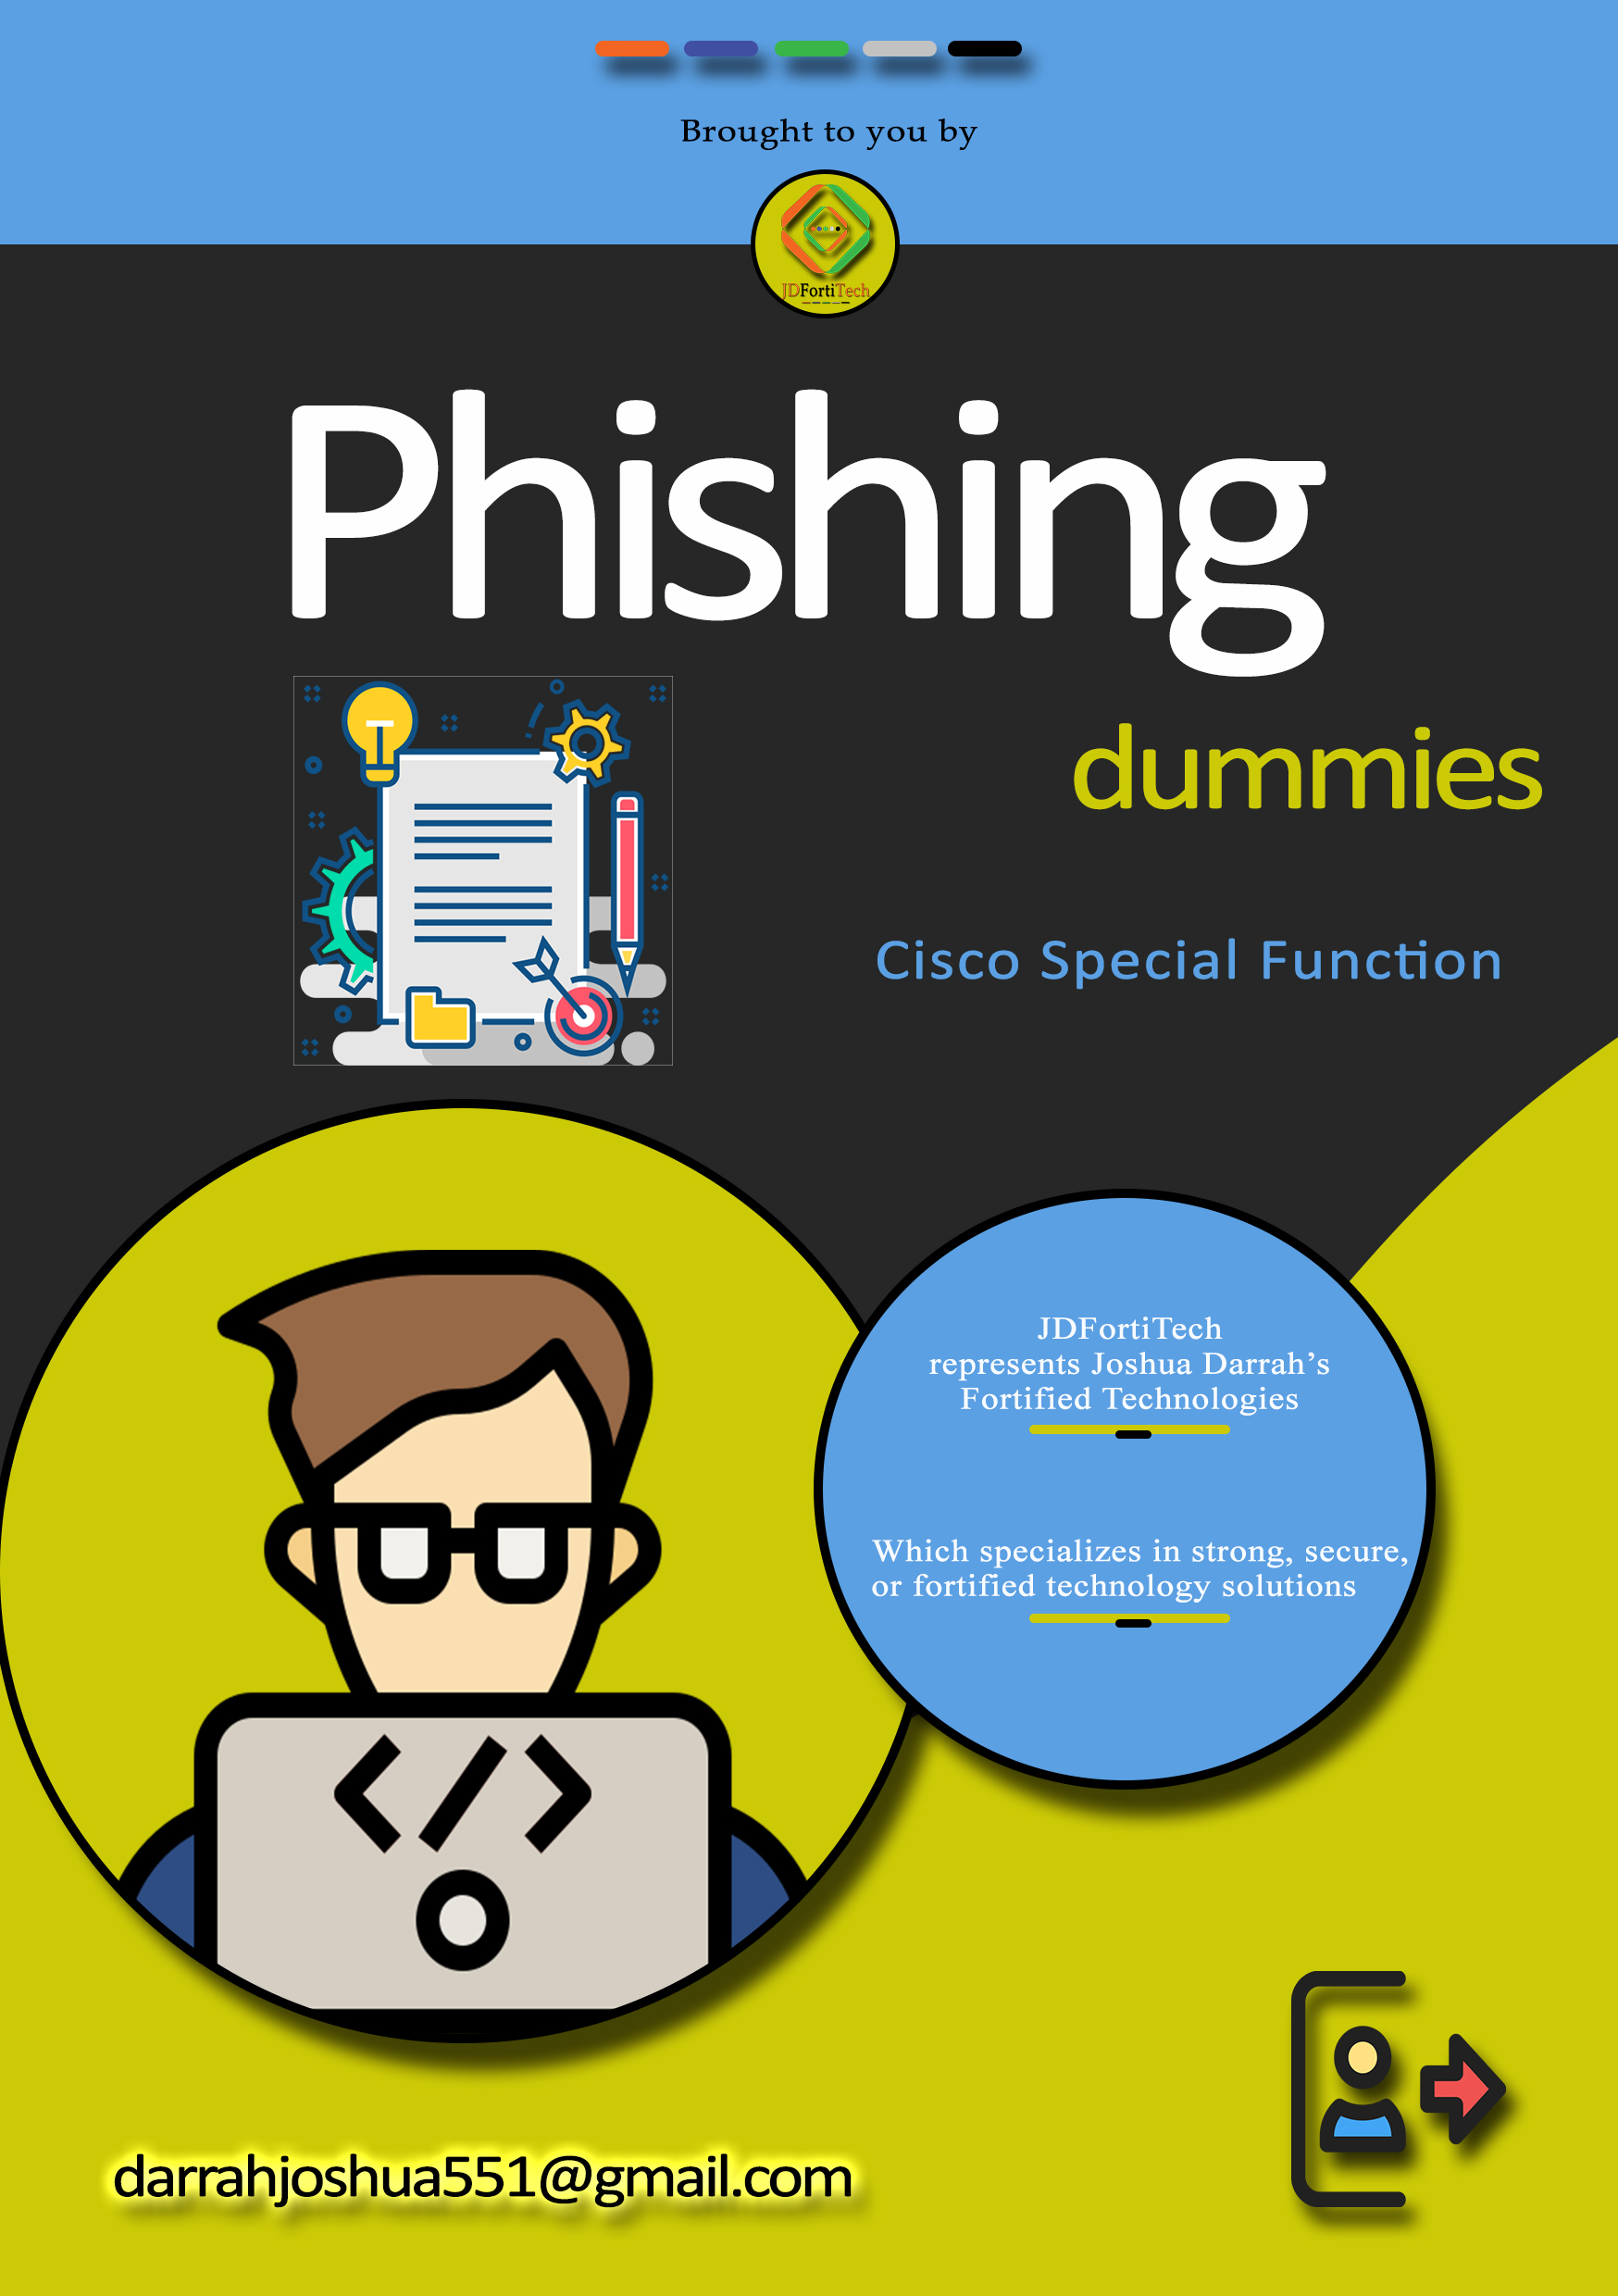 Brought to you by
JDFortiTech
Phishing
dummies
Cisco Special Function
JDFortiTech
represents Joshua Darrah’s
Fortified Technologies
Which specializes in strong, secure,
or fortified technology solutions
</>
darrahjoshua551@gmail.com